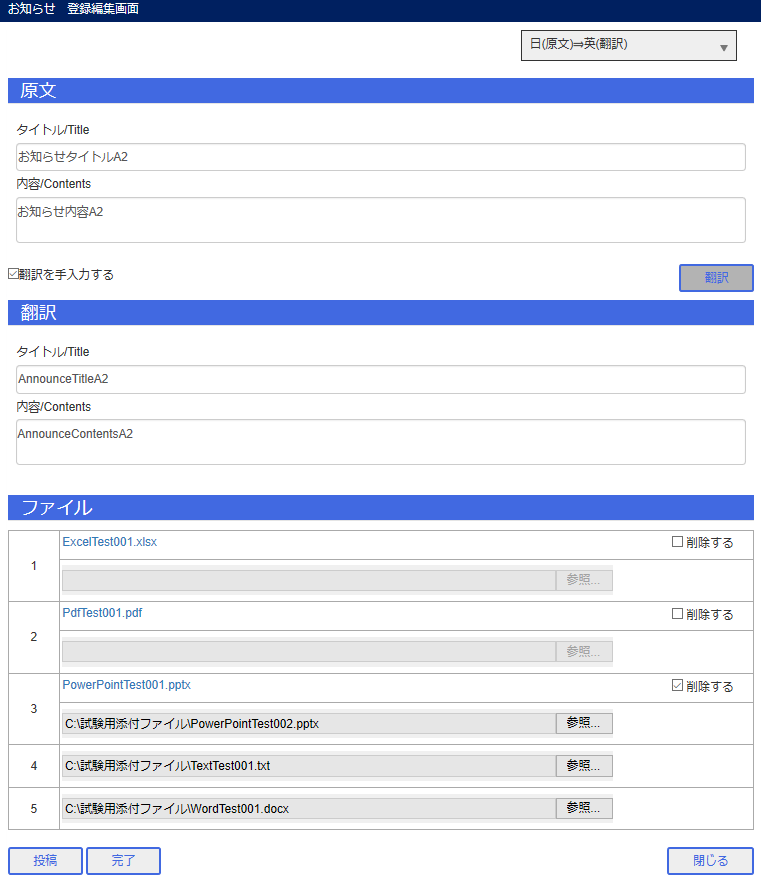 お知らせ　登録編集画面
日(原文)⇒英(翻訳)
原文
タイトル/Title
お知らせタイトルA2
内容/Contents
お知らせ内容A2
翻訳を手入力する
翻訳
翻訳
タイトル/Title
AnnounceTitleA2
内容/Contents
AnnounceContentsA2
ファイル
1
ExcelTest001.xlsx
削除する
参照...
2
PdfTest001.pdf
削除する
参照...
3
PowerPointTest001.pptx
削除する
C:\試験用添付ファイル\PowerPointTest002.pptx
参照...
4
C:\試験用添付ファイル\TextTest001.txt
参照...
5
C:\試験用添付ファイル\WordTest001.docx
参照...
投稿
完了
閉じる